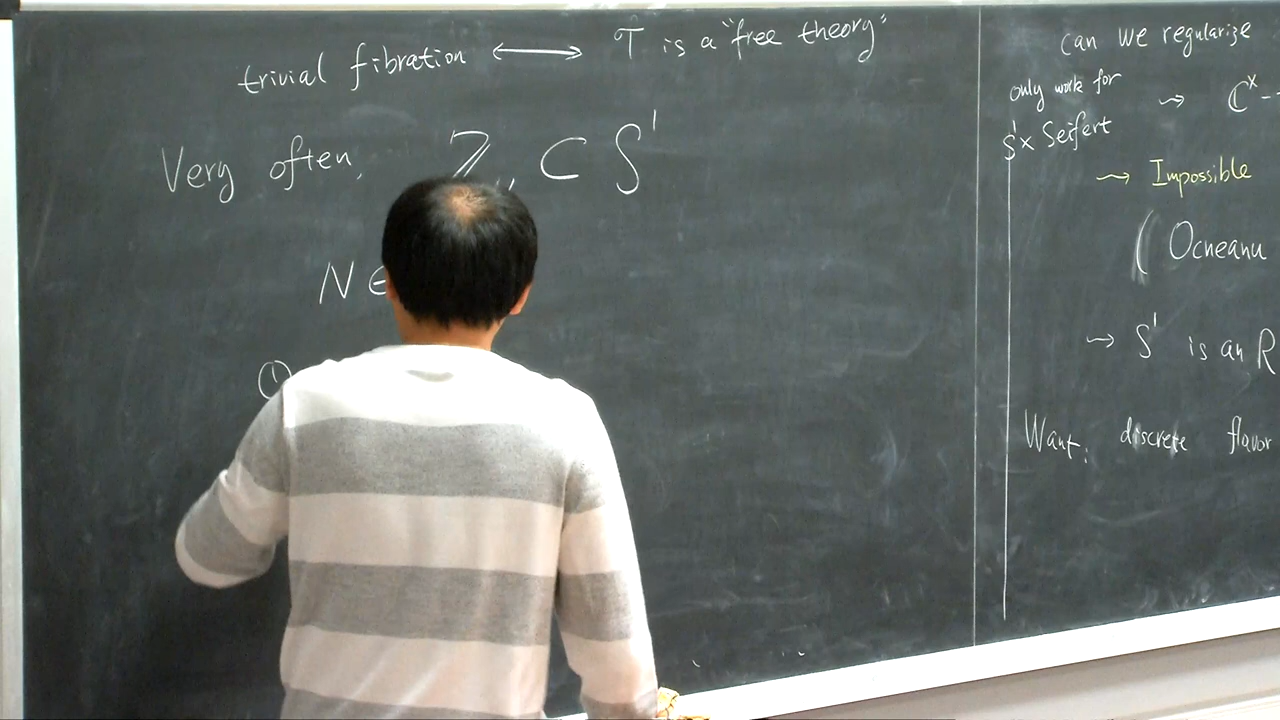 trivial fibration ⟷ T is a "free theory"
Very often, ℤ ⊂ S¹
N ∈
can we regularize
only work for
S¹× Seifert
⇝ ℂˣ--
⇝ Impossible
( Ocneanu
→ S¹ is an R
Want: discrete flavor